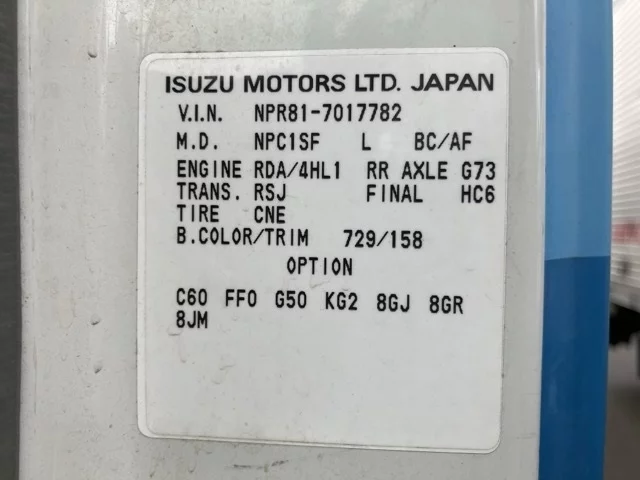 ISUZU MOTORS LTD. JAPAN
V.I.N. NPR81-7017782
M.D. NPC1SF L BC/AF
ENGINE RDA/4HL1 RR AXLE G73
TRANS. RSJ FINAL HC6
TIRE CNE
B.COLOR/TRIM 729/158
OPTION
C60 FF0 G50 KG2 8GJ 8GR
8JM